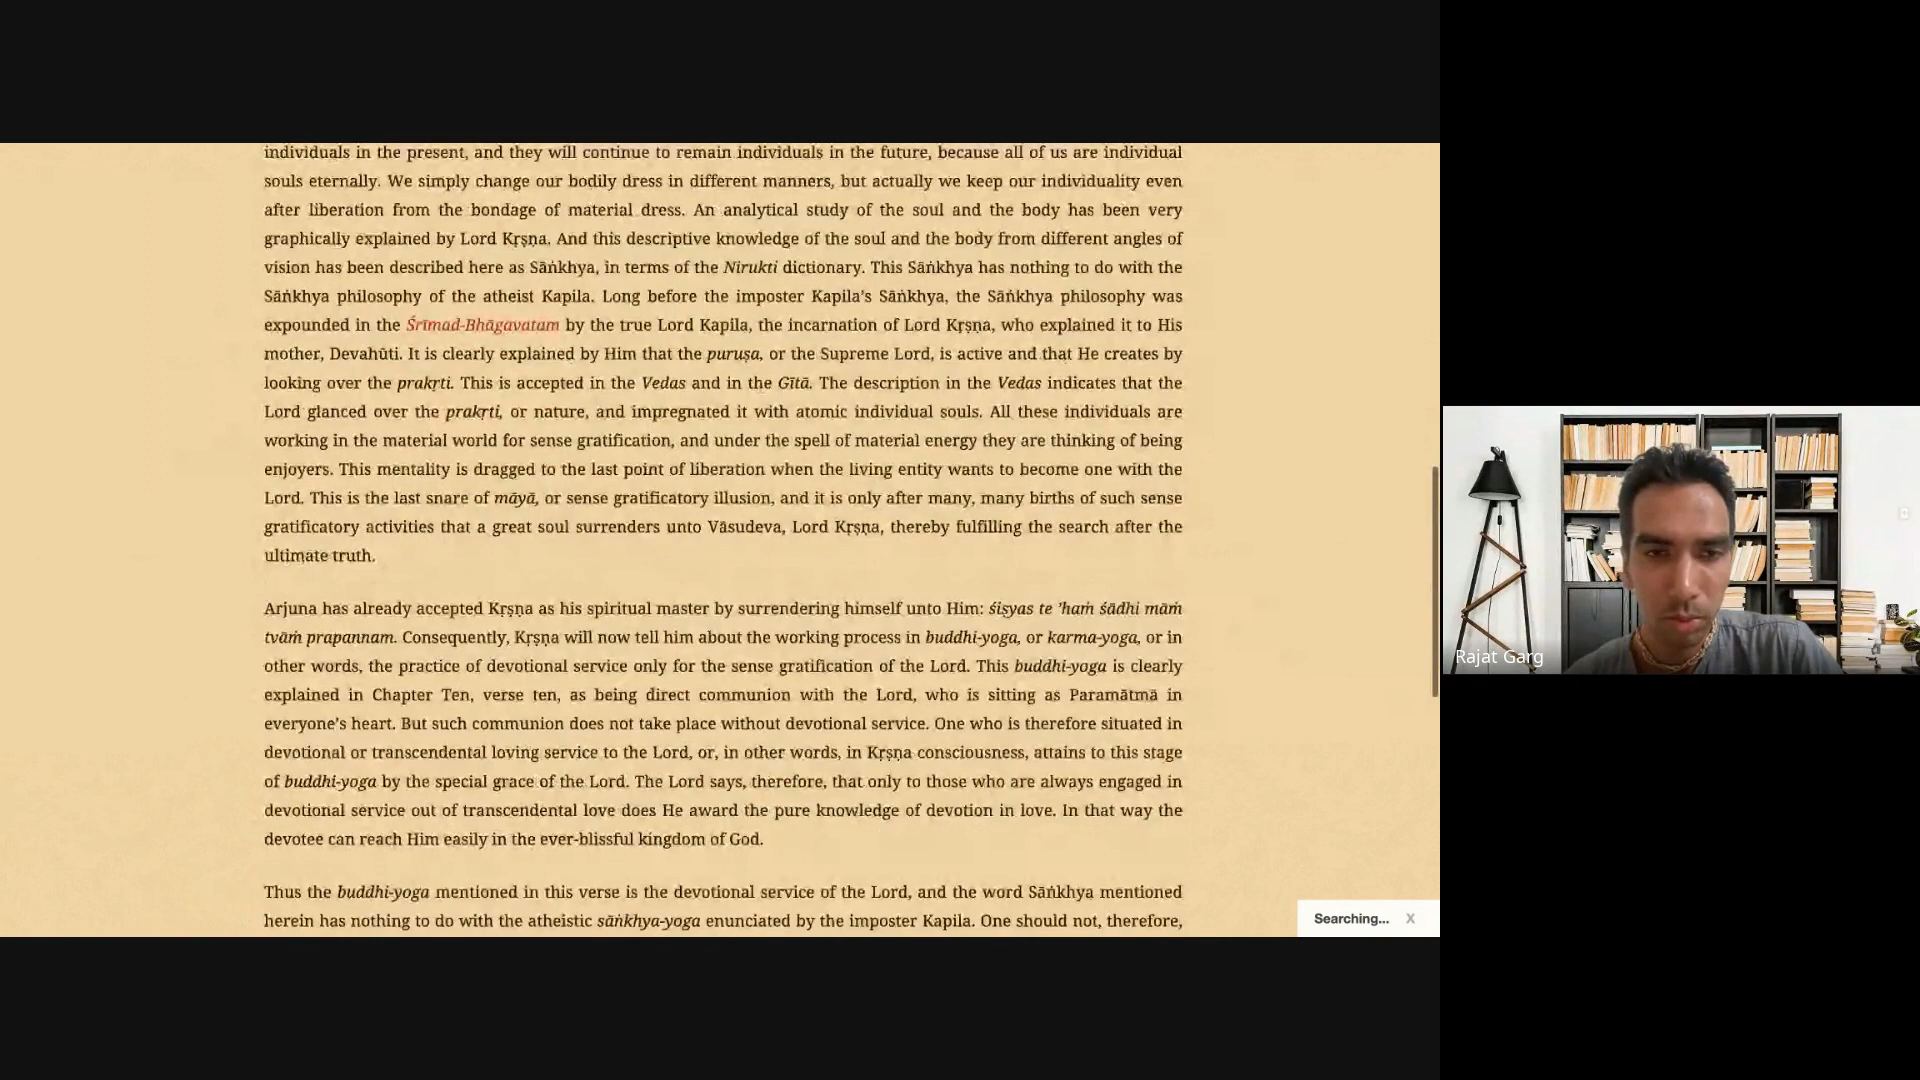 individuals in the present, and they will continue to remain individuals in the future, because all of us are individual
souls eternally. We simply change our bodily dress in different manners, but actually we keep our individuality even
after liberation from the bondage of material dress. An analytical study of the soul and the body has been very
graphically explained by Lord Kṛṣṇa. And this descriptive knowledge of the soul and the body from different angles of
vision has been described here as Sāṅkhya, in terms of the Nirukti dictionary. This Sāṅkhya has nothing to do with the
Sāṅkhya philosophy of the atheist Kapila. Long before the imposter Kapila’s Sāṅkhya, the Sāṅkhya philosophy was
expounded in the Śrīmad-Bhāgavatam by the true Lord Kapila, the incarnation of Lord Kṛṣṇa, who explained it to His
mother, Devahūti. It is clearly explained by Him that the puruṣa, or the Supreme Lord, is active and that He creates by
looking over the prakṛti. This is accepted in the Vedas and in the Gītā. The description in the Vedas indicates that the
Lord glanced over the prakṛti, or nature, and impregnated it with atomic individual souls. All these individuals are
working in the material world for sense gratification, and under the spell of material energy they are thinking of being
enjoyers. This mentality is dragged to the last point of liberation when the living entity wants to become one with the
Lord. This is the last snare of māyā, or sense gratificatory illusion, and it is only after many, many births of such sense
gratificatory activities that a great soul surrenders unto Vāsudeva, Lord Kṛṣṇa, thereby fulfilling the search after the
ultimate truth.
Arjuna has already accepted Kṛṣṇa as his spiritual master by surrendering himself unto Him: śiṣyas te ’haṁ śādhi māṁ
tvāṁ prapannam. Consequently, Kṛṣṇa will now tell him about the working process in buddhi-yoga, or karma-yoga, or in
other words, the practice of devotional service only for the sense gratification of the Lord. This buddhi-yoga is clearly
explained in Chapter Ten, verse ten, as being direct communion with the Lord, who is sitting as Paramātmā in
everyone’s heart. But such communion does not take place without devotional service. One who is therefore situated in
devotional or transcendental loving service to the Lord, or, in other words, in Kṛṣṇa consciousness, attains to this stage
of buddhi-yoga by the special grace of the Lord. The Lord says, therefore, that only to those who are always engaged in
devotional service out of transcendental love does He award the pure knowledge of devotion in love. In that way the
devotee can reach Him easily in the ever-blissful kingdom of God.
Thus the buddhi-yoga mentioned in this verse is the devotional service of the Lord, and the word Sāṅkhya mentioned
herein has nothing to do with the atheistic sāṅkhya-yoga enunciated by the imposter Kapila. One should not, therefore,
Searching... X
Rajat Garg